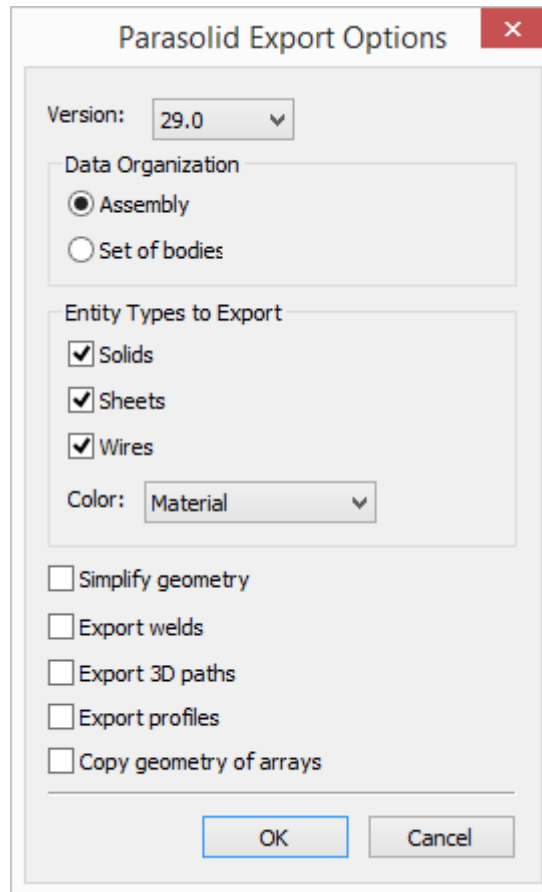 Parasolid Export Options
Version: 29.0
Data Organization
Assembly
Set of bodies
Entity Types to Export
Solids
Sheets
Wires
Color: Material
Simplify geometry
Export welds
Export 3D paths
Export profiles
Copy geometry of arrays
OK Cancel